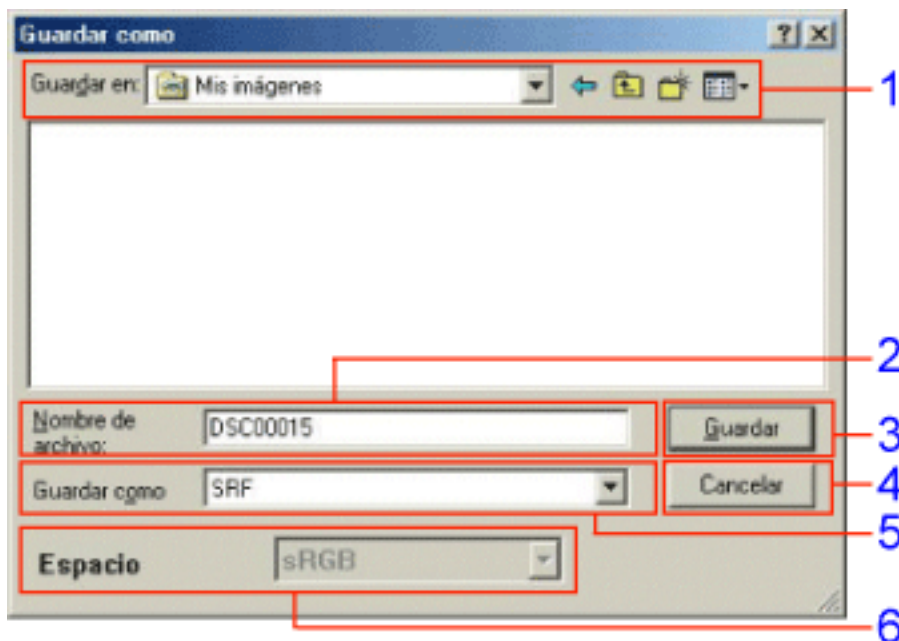 Guardar como
Guardar en: Mis imágenes
1
2
Nombre de
archivo:
DSC00015
Guardar
3
Guardar como
SRF
Cancelar
4
5
Espacio
sRGB
6